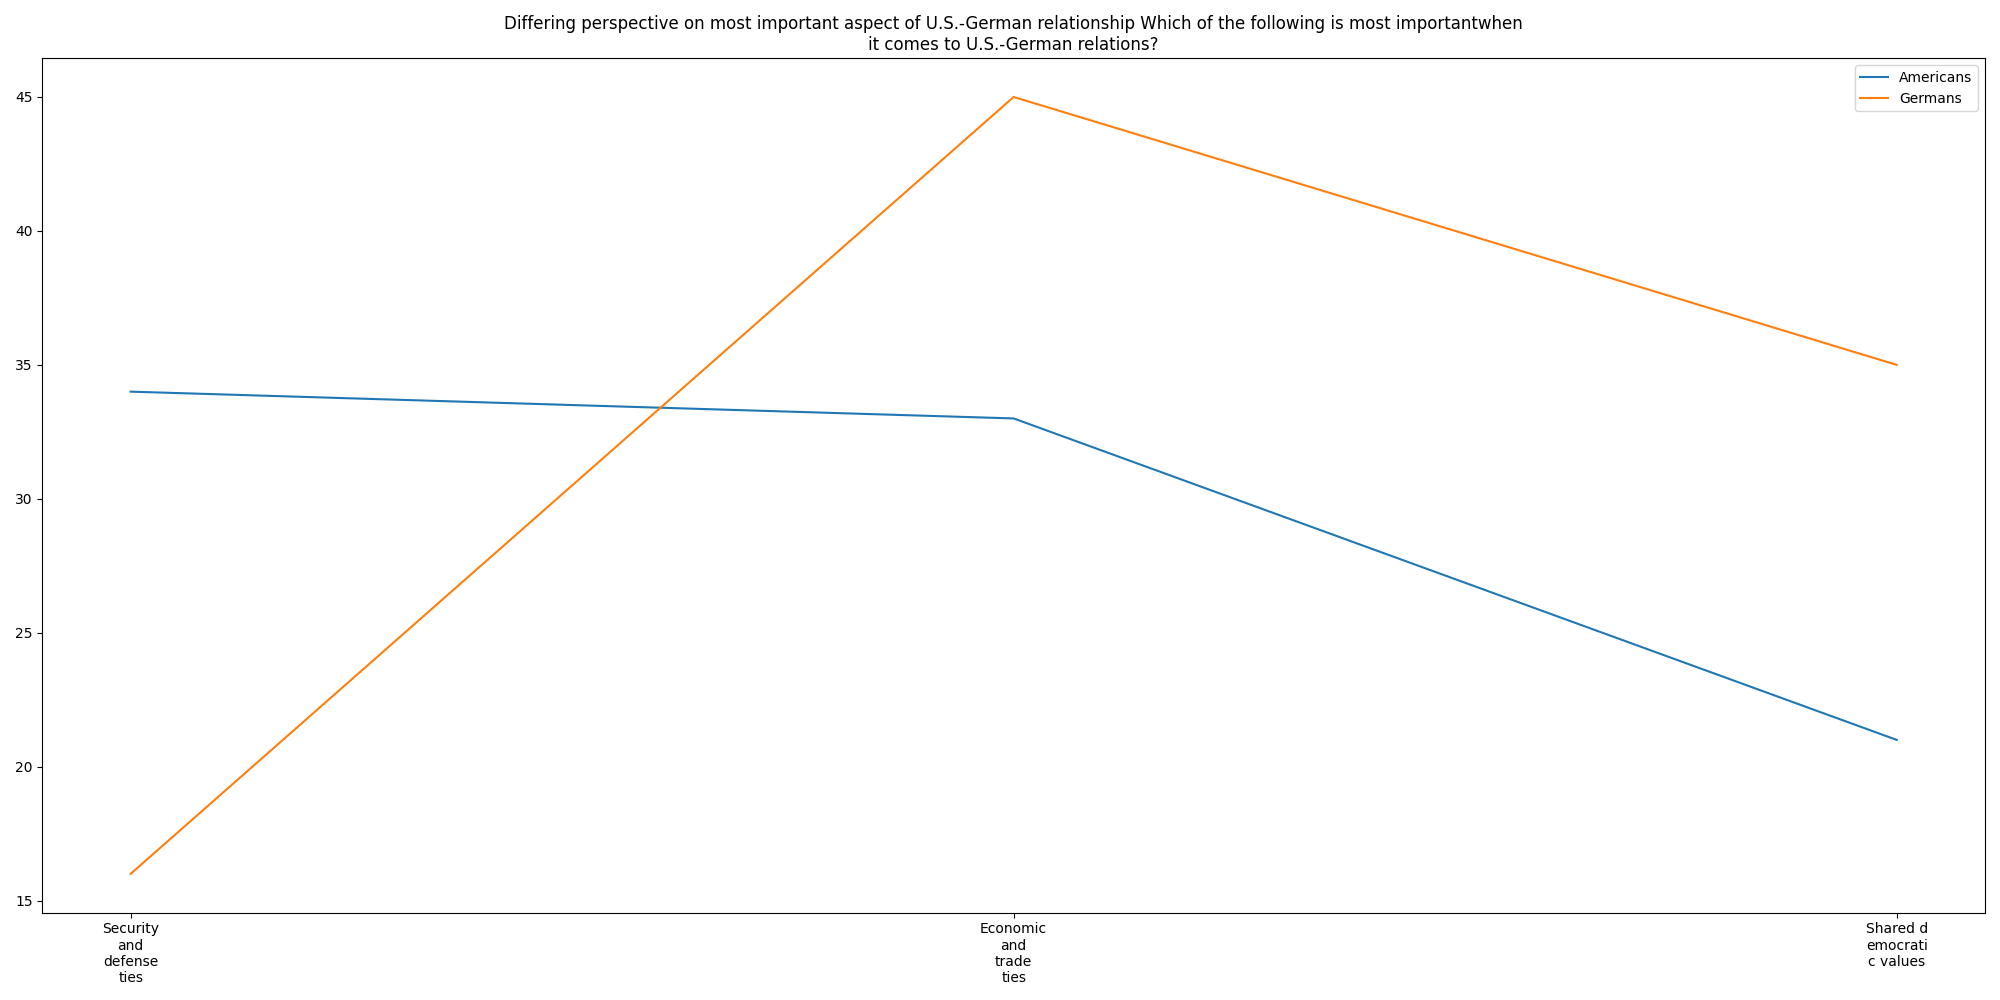 Differing perspective on most important aspect of U.S.-German relationship Which of the following is most importantwhen
it comes to U.S.-German relations?
Americans
Germans
45
40
35
30
25
20
15
Security
and
defense
ties
Economic
and
trade
ties
Shared d
emocrati
c values